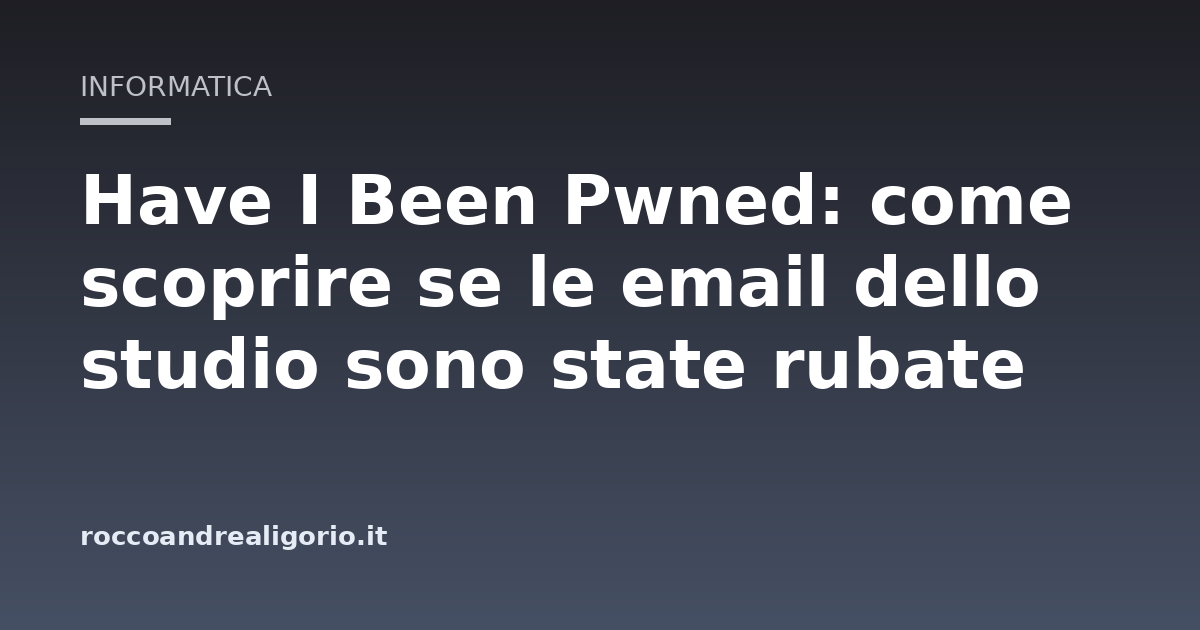 INFORMATICA
Have I Been Pwned: come
scoprire se le email dello
studio sono state rubate
roccoandrealigorio.it